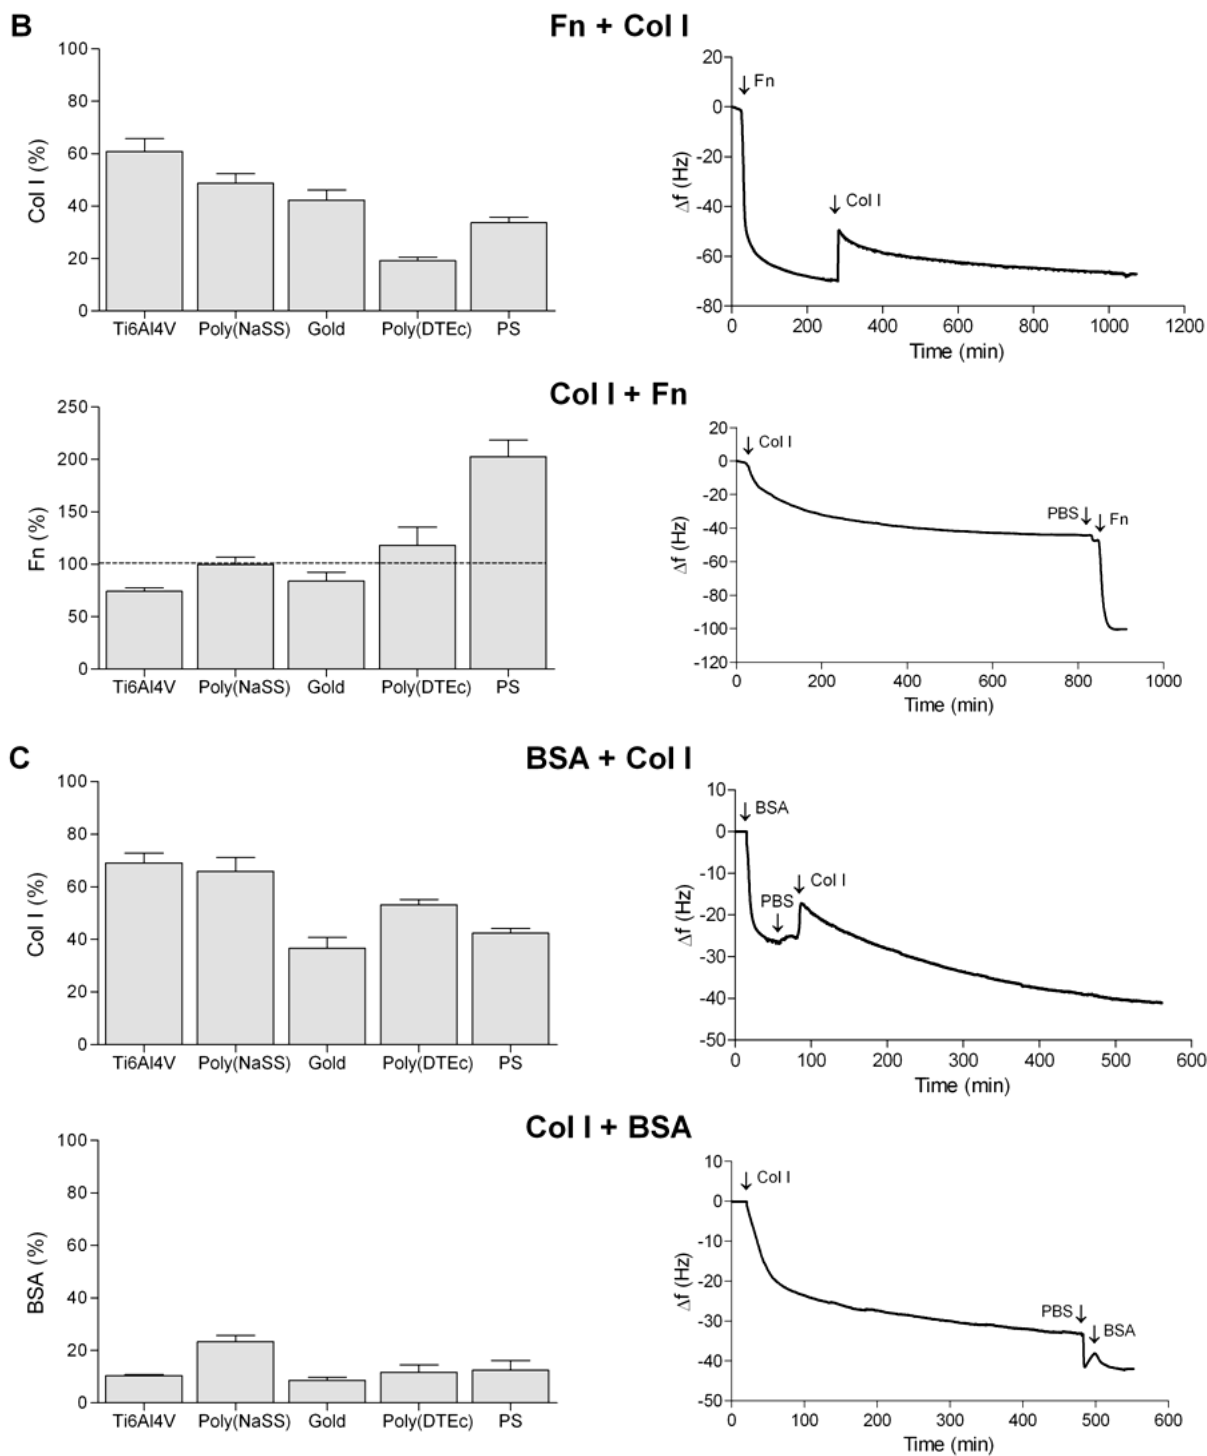 B
Fn + Col I
Col I (%)
100
80
60
40
20
0
Ti6Al4V Poly(NaSS) Gold Poly(DTEc) PS
Δf (Hz)
20
0
-20
-40
-60
-80
↓ Fn
↓ Col I
0 200 400 600 800 1000 1200
Time (min)
Col I + Fn
Fn (%)
250
200
150
100
50
0
Ti6Al4V Poly(NaSS) Gold Poly(DTEc) PS
Δf (Hz)
20
0
-20
-40
-60
-80
-100
-120
↓ Col I
PBS ↓ ↓ Fn
0 200 400 600 800 1000
Time (min)
C
BSA + Col I
Col I (%)
100
80
60
40
20
0
Ti6Al4V Poly(NaSS) Gold Poly(DTEc) PS
Δf (Hz)
10
0
-10
-20
-30
-40
-50
↓ BSA
PBS ↓
↓ Col I
0 100 200 300 400 500 600
Time (min)
Col I + BSA
BSA (%)
100
80
60
40
20
0
Ti6Al4V Poly(NaSS) Gold Poly(DTEc) PS
Δf (Hz)
10
0
-10
-20
-30
-40
-50
↓ Col I
PBS ↓
↓ BSA
0 100 200 300 400 500 600
Time (min)